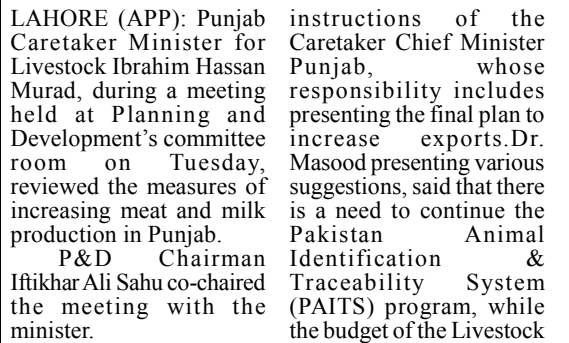 LAHORE (APP): Punjab
Caretaker Minister for
Livestock Ibrahim Hassan
Murad, during a meeting
held at Planning and
Development's committee
room on Tuesday,
reviewed the measures of
increasing meat and milk
production in Punjab.
P&D Chairman
Iftikhar Ali Sahu co-chaired
the meeting with the
minister.
instructions of the
Caretaker Chief Minister
Punjab, whose
responsibility includes
presenting the final plan to
increase exports.Dr.
Masood presenting various
suggestions, said that there
is a need to continue the
Pakistan Animal
Identification &
Traceability System
(PAITS) program, while
the budget of the Livestock